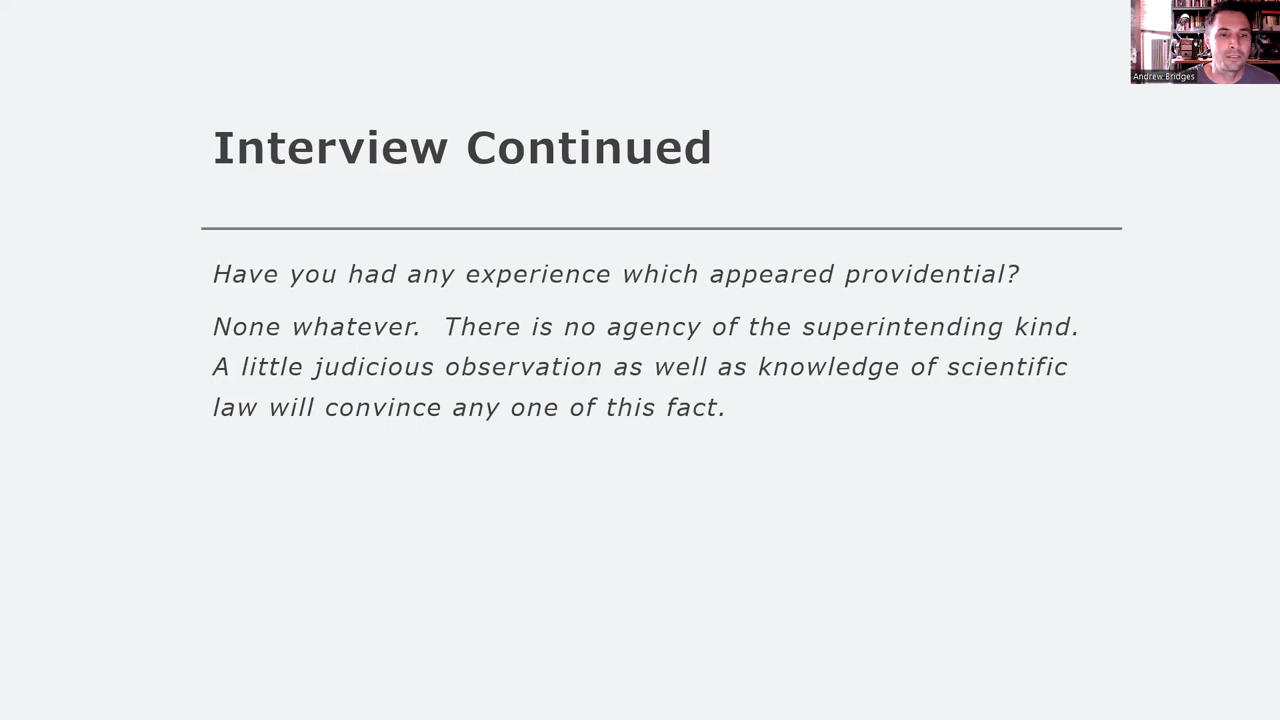 Andrew Bridges
Interview Continued
Have you had any experience which appeared providential?
None whatever.  There is no agency of the superintending kind.
A little judicious observation as well as knowledge of scientific
law will convince any one of this fact.